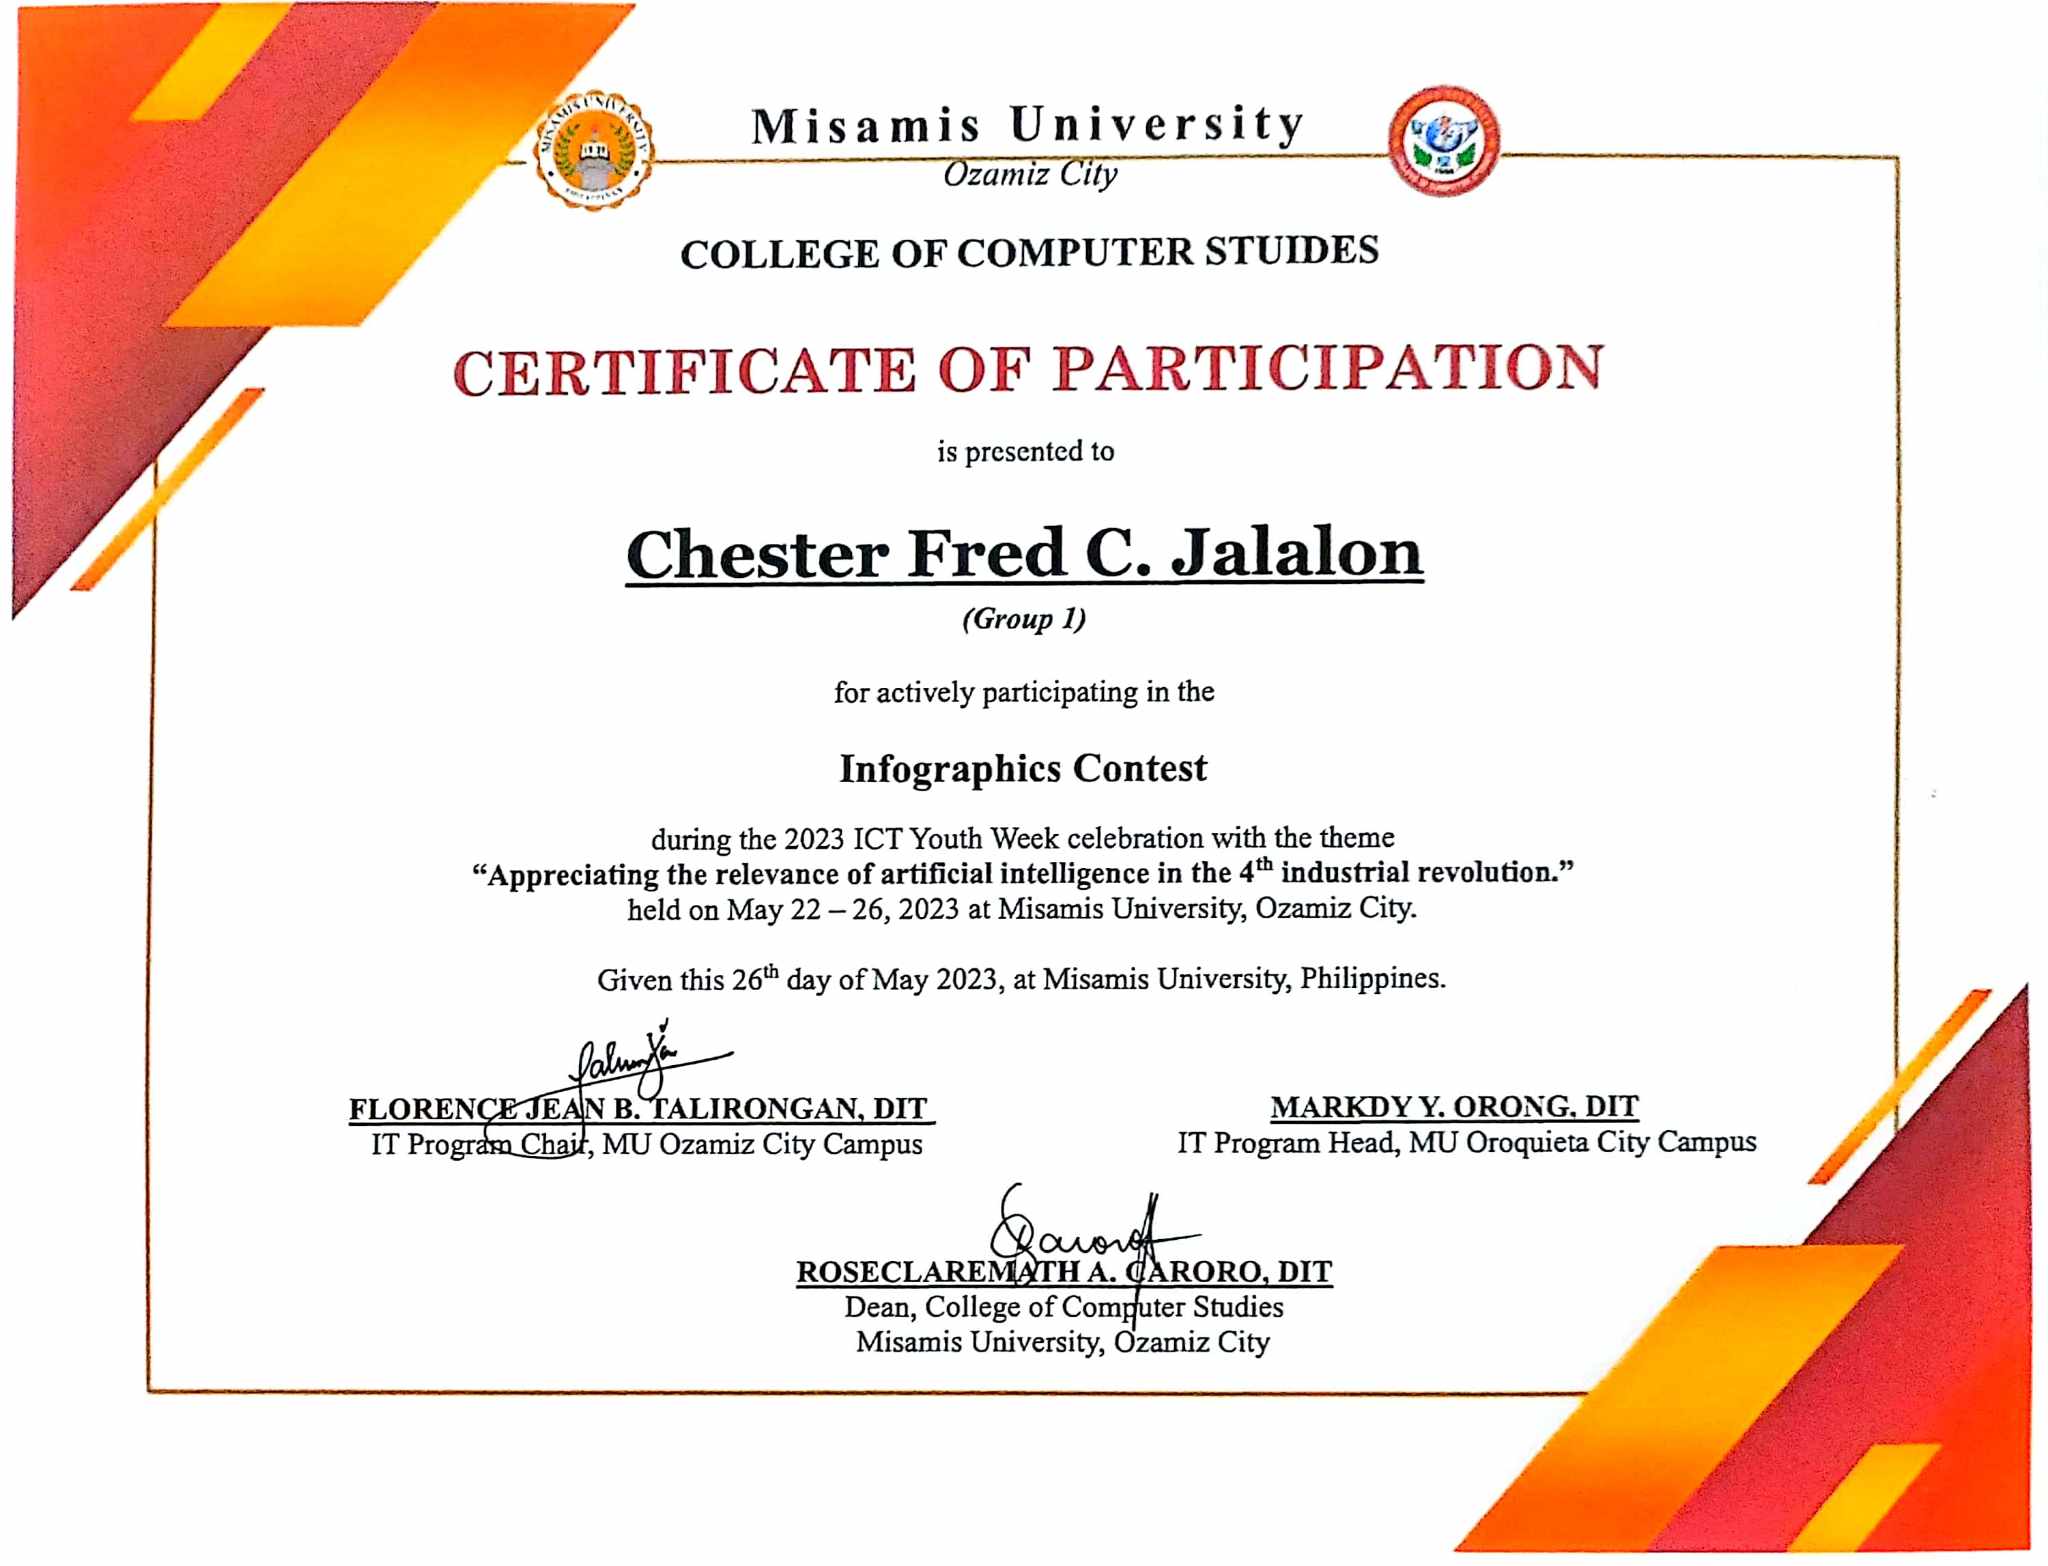 MISAMIS UNIVERSITY
PHILIPPINES
Misamis University
Ozamiz City
COLLEGE OF COMPUTER STUIDES
CERTIFICATE OF PARTICIPATION
is presented to
Chester Fred C. Jalalon
(Group 1)
for actively participating in the
Infographics Contest
during the 2023 ICT Youth Week celebration with the theme
“Appreciating the relevance of artificial intelligence in the 4th industrial revolution.”
held on May 22 – 26, 2023 at Misamis University, Ozamiz City.
Given this 26th day of May 2023, at Misamis University, Philippines.
FLORENCE JEAN B. TALIRONGAN, DIT
IT Program Chair, MU Ozamiz City Campus
MARKDY Y. ORONG, DIT
IT Program Head, MU Oroquieta City Campus
ROSECLAREMATH A. CARORO, DIT
Dean, College of Computer Studies
Misamis University, Ozamiz City